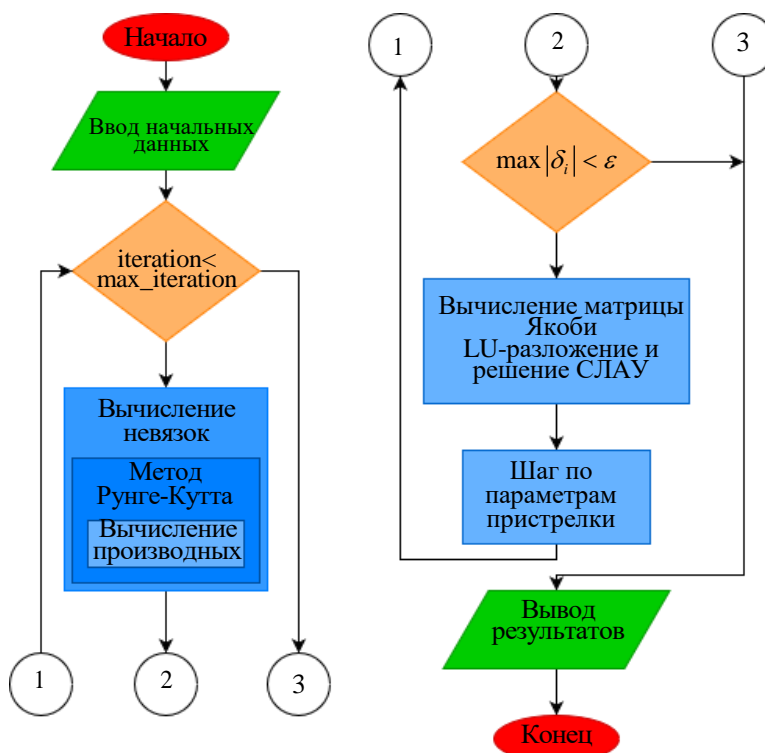 Начало
Ввод начальных
данных
iteration<
max_iteration
Вычисление
невязок
Метод
Рунге-Кутта
Вычисление
производных
1
2
3
1
2
3
max |δᵢ| < ε
Вычисление матрицы
Якоби
LU-разложение и
решение СЛАУ
Шаг по
параметрам
пристрелки
Вывод
результатов
Конец